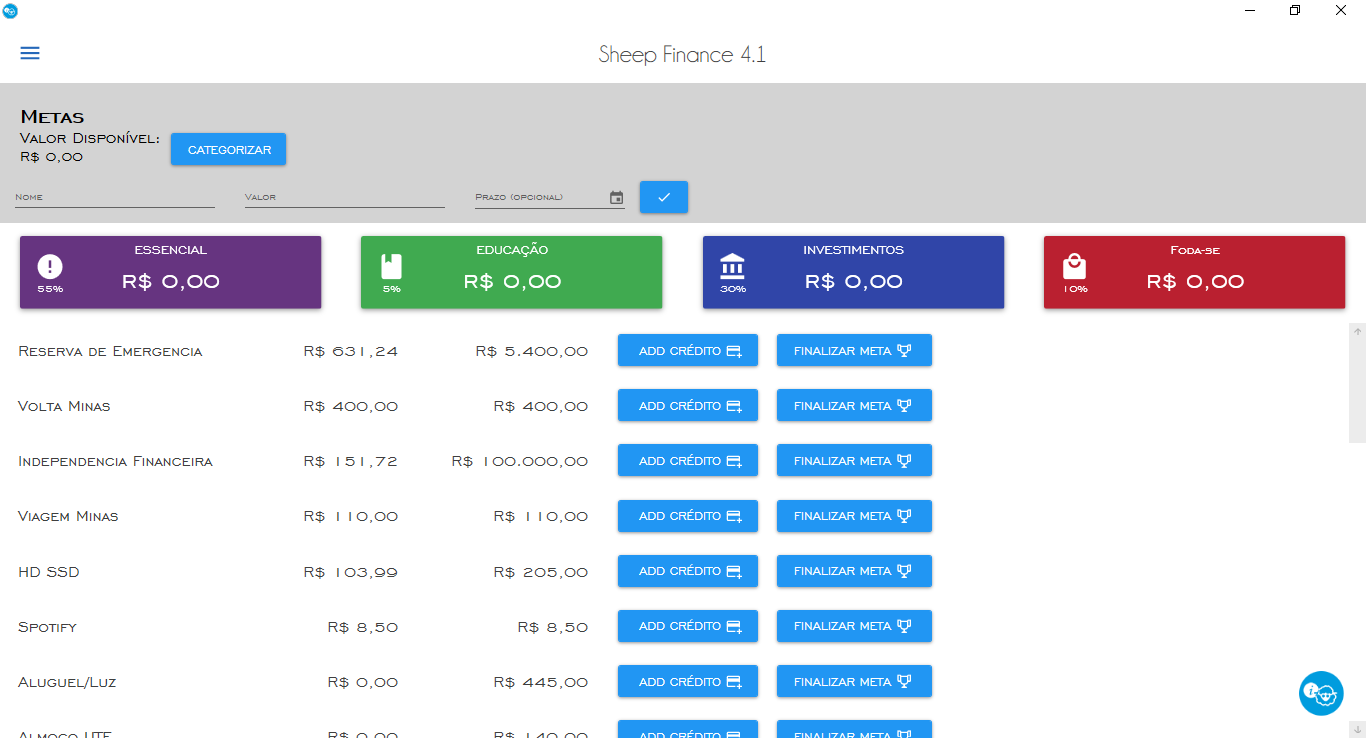 Sheep Finance 4.1
Metas
Valor Disponível:
R$ 0,00
CATEGORIZAR
Nome
Valor
Prazo (opcional)
ESSENCIAL
R$ 0,00
55%
EDUCAÇÃO
R$ 0,00
5%
INVESTIMENTOS
R$ 0,00
30%
Foda-se
R$ 0,00
10%
Reserva de Emergencia R$ 631,24 R$ 5.400,00 ADD CRÉDITO FINALIZAR META
Volta Minas R$ 400,00 R$ 400,00 ADD CRÉDITO FINALIZAR META
Independencia Financeira R$ 151,72 R$ 100.000,00 ADD CRÉDITO FINALIZAR META
Viagem Minas R$ 110,00 R$ 110,00 ADD CRÉDITO FINALIZAR META
HD SSD R$ 103,99 R$ 205,00 ADD CRÉDITO FINALIZAR META
Spotify R$ 8,50 R$ 8,50 ADD CRÉDITO FINALIZAR META
Aluguel/Luz R$ 0,00 R$ 445,00 ADD CRÉDITO FINALIZAR META
R$ 0,00 R$ 140,00 ADD CRÉDITO FINALIZAR META